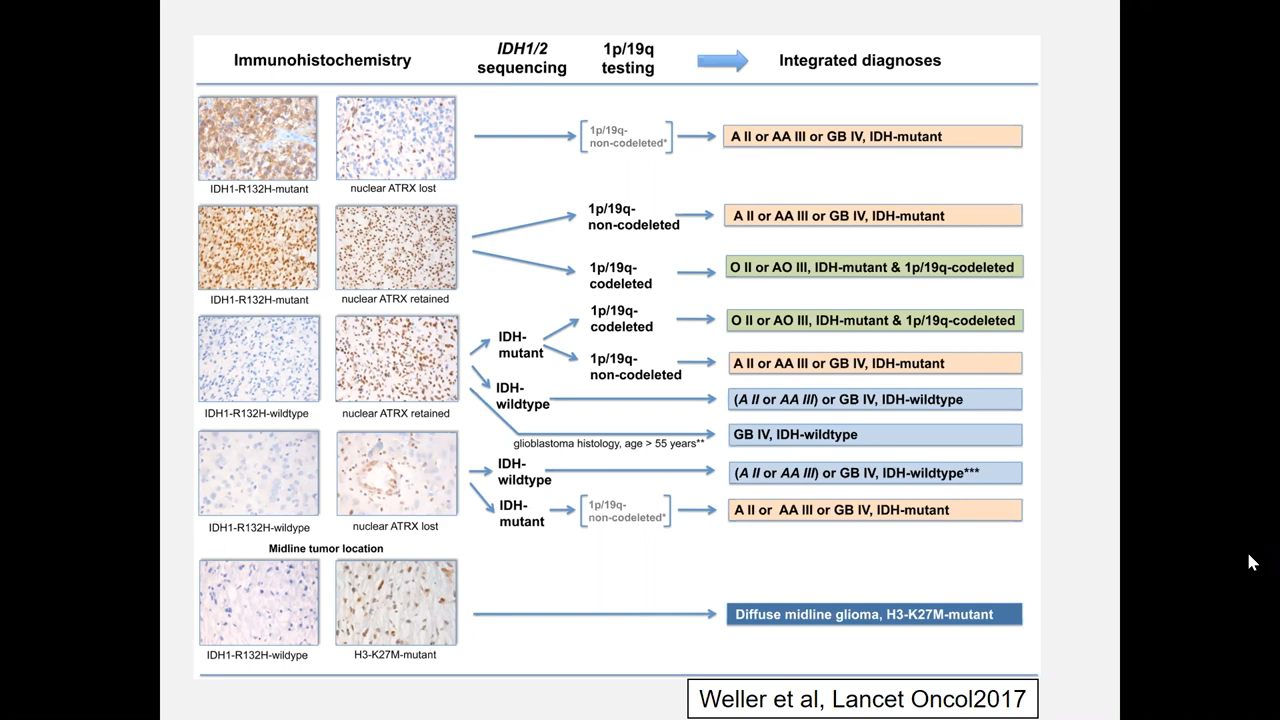 Immunohistochemistry
IDH1/2
sequencing
1p/19q
testing
Integrated diagnoses
IDH1-R132H-mutant
nuclear ATRX lost
1p/19q-
non-codeleted*
A II or AA III or GB IV, IDH-mutant
IDH1-R132H-mutant
nuclear ATRX retained
1p/19q-
non-codeleted
A II or AA III or GB IV, IDH-mutant
1p/19q-
codeleted
O II or AO III, IDH-mutant & 1p/19q-codeleted
IDH1-R132H-wildtype
nuclear ATRX retained
IDH-
mutant
1p/19q-
codeleted
O II or AO III, IDH-mutant & 1p/19q-codeleted
1p/19q-
non-codeleted
A II or AA III or GB IV, IDH-mutant
IDH-
wildtype
(A II or AA III) or GB IV, IDH-wildtype
glioblastoma histology, age > 55 years**
GB IV, IDH-wildtype
IDH1-R132H-wildype
nuclear ATRX lost
IDH-
wildtype
(A II or AA III) or GB IV, IDH-wildtype***
IDH-
mutant
1p/19q-
non-codeleted*
A II or AA III or GB IV, IDH-mutant
Midline tumor location
IDH1-R132H-wildype
H3-K27M-mutant
Diffuse midline glioma, H3-K27M-mutant
Weller et al, Lancet Oncol2017